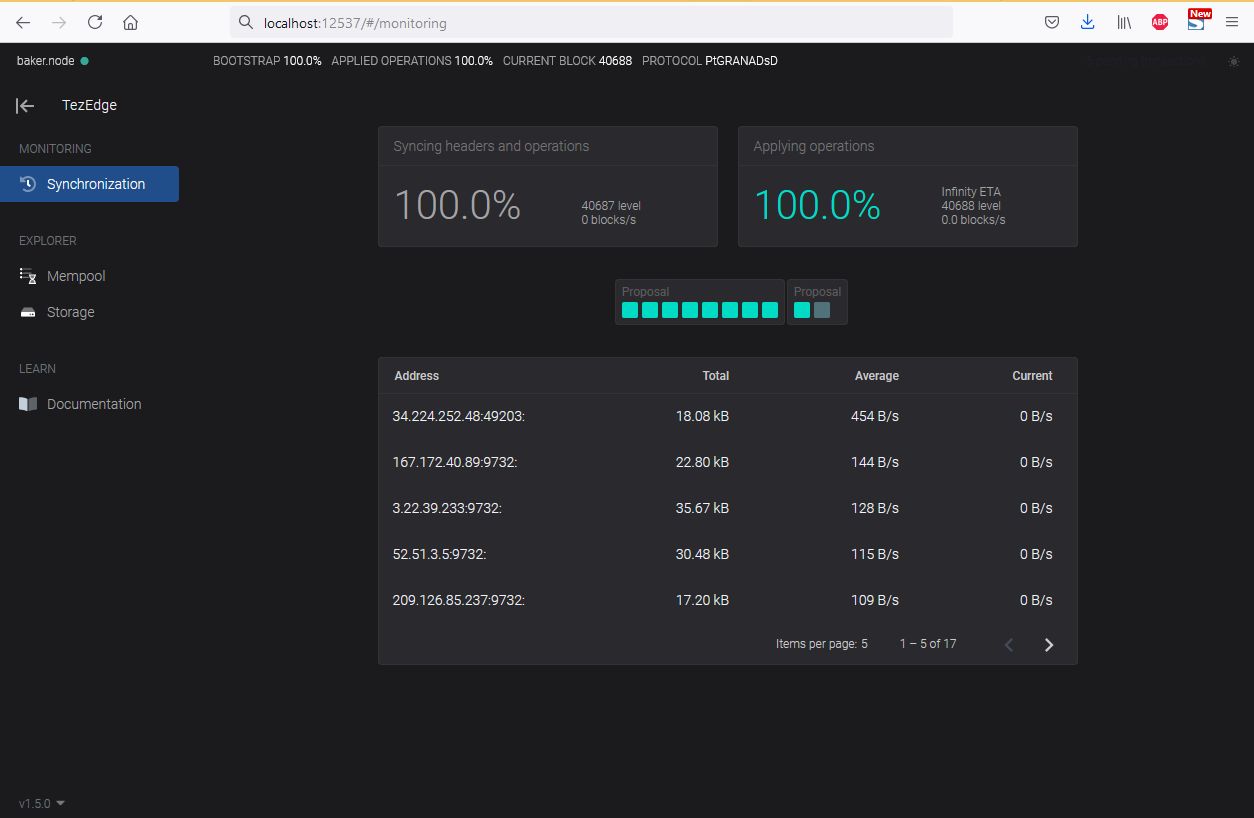 localhost:12537/#/monitoring
ABP
New
baker.node
BOOTSTRAP 100.0% APPLIED OPERATIONS 100.0% CURRENT BLOCK 40688 PROTOCOL PtGRANADsD
TezEdge
MONITORING
Synchronization
EXPLORER
Mempool
Storage
LEARN
Documentation
Syncing headers and operations
100.0%
40687 level
0 blocks/s
Applying operations
100.0%
Infinity ETA
40688 level
0.0 blocks/s
Proposal
Proposal
Address Total Average Current
34.224.252.48:49203: 18.08 kB 454 B/s 0 B/s
167.172.40.89:9732: 22.80 kB 144 B/s 0 B/s
3.22.39.233:9732: 35.67 kB 128 B/s 0 B/s
52.51.3.5:9732: 30.48 kB 115 B/s 0 B/s
209.126.85.237:9732: 17.20 kB 109 B/s 0 B/s
Items per page: 5 1 – 5 of 17
v1.5.0